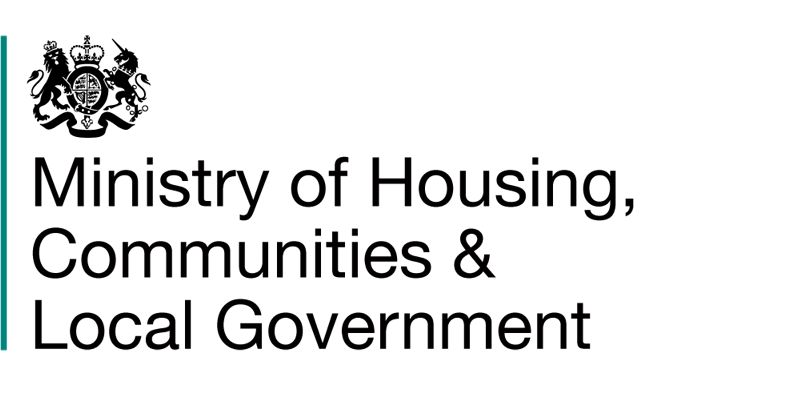 Ministry of Housing,
Communities &
Local Government